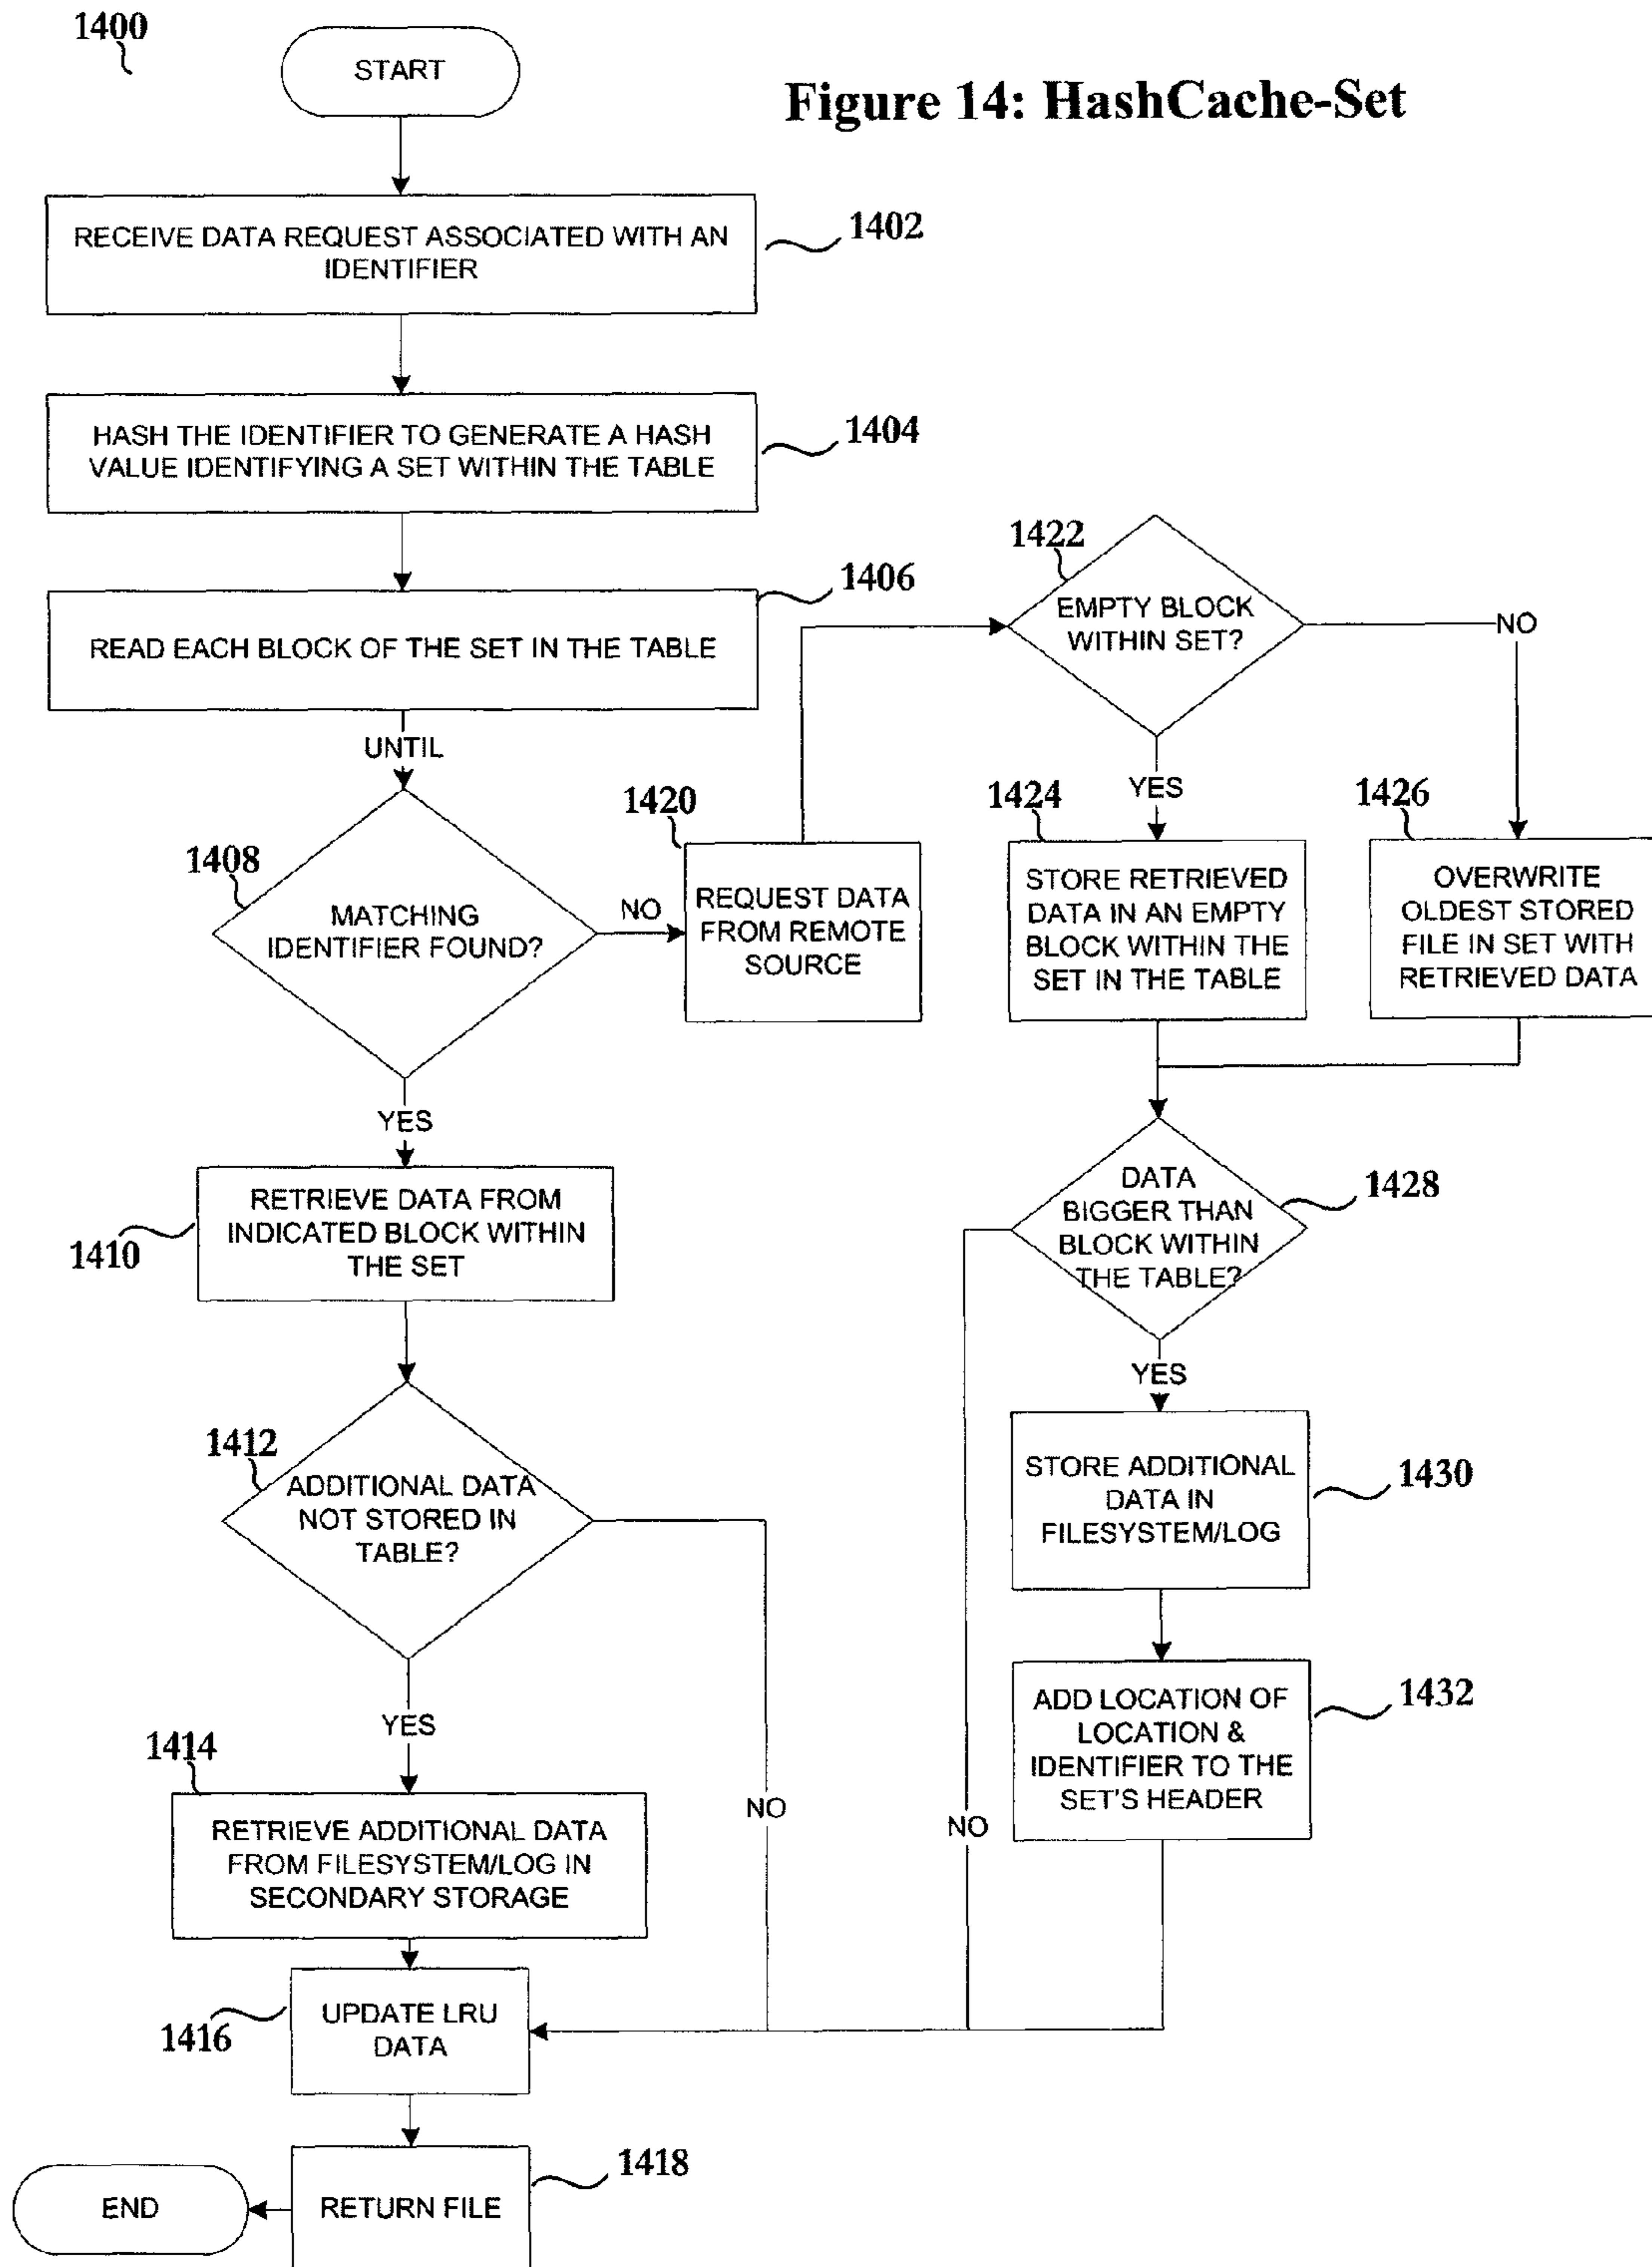 1400
START
Figure 14: HashCache-Set
RECEIVE DATA REQUEST ASSOCIATED WITH AN
IDENTIFIER
1402
HASH THE IDENTIFIER TO GENERATE A HASH
VALUE IDENTIFYING A SET WITHIN THE TABLE
1404
READ EACH BLOCK OF THE SET IN THE TABLE
1406
UNTIL
1408
MATCHING
IDENTIFIER FOUND?
NO
YES
1420
REQUEST DATA
FROM REMOTE
SOURCE
1422
EMPTY BLOCK
WITHIN SET?
NO
YES
1424
STORE RETRIEVED
DATA IN AN EMPTY
BLOCK WITHIN THE
SET IN THE TABLE
1426
OVERWRITE
OLDEST STORED
FILE IN SET WITH
RETRIEVED DATA
1410
RETRIEVE DATA FROM
INDICATED BLOCK WITHIN
THE SET
DATA
BIGGER THAN
BLOCK WITHIN
THE TABLE?
1428
YES
NO
1412
ADDITIONAL DATA
NOT STORED IN
TABLE?
YES
NO
STORE ADDITIONAL
DATA IN
FILESYSTEM/LOG
1430
ADD LOCATION OF
LOCATION &
IDENTIFIER TO THE
SET'S HEADER
1432
1414
RETRIEVE ADDITIONAL DATA
FROM FILESYSTEM/LOG IN
SECONDARY STORAGE
1416
UPDATE LRU
DATA
1418
RETURN FILE
END